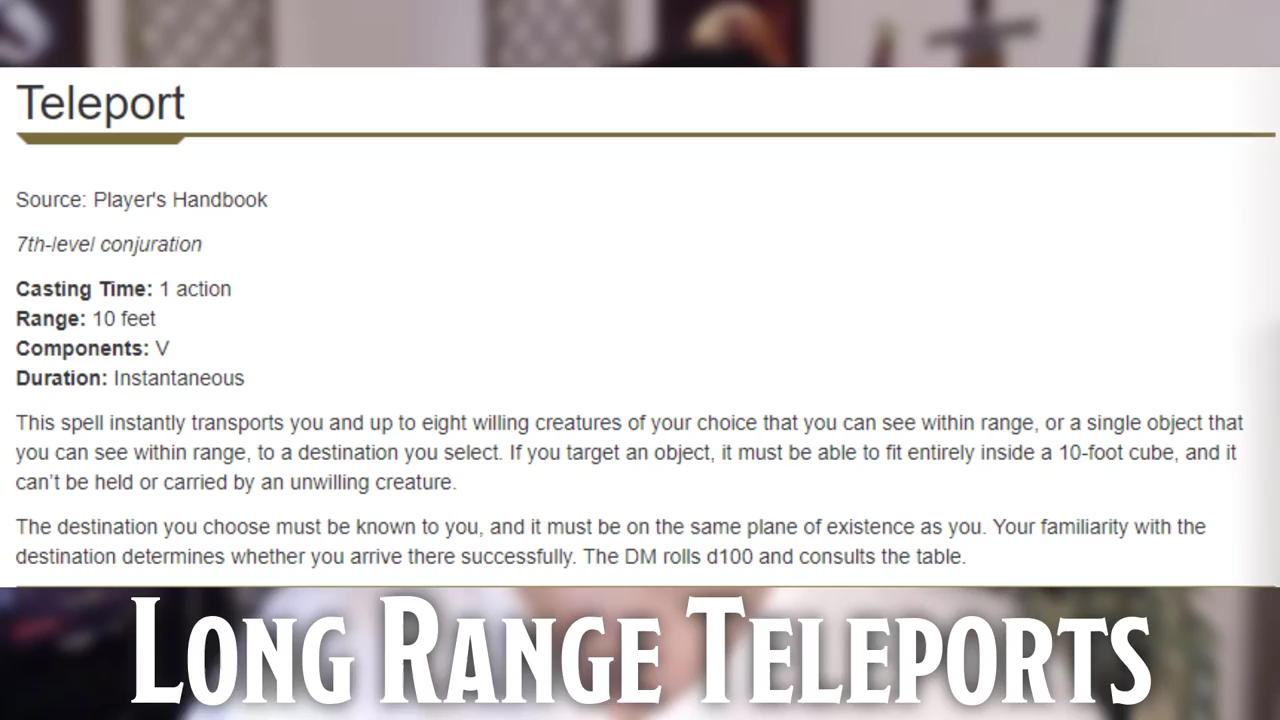 Teleport
Source: Player's Handbook
7th-level conjuration
Casting Time: 1 action
Range: 10 feet
Components: V
Duration: Instantaneous
This spell instantly transports you and up to eight willing creatures of your choice that you can see within range, or a single object that
you can see within range, to a destination you select. If you target an object, it must be able to fit entirely inside a 10-foot cube, and it
can’t be held or carried by an unwilling creature.
The destination you choose must be known to you, and it must be on the same plane of existence as you. Your familiarity with the
destination determines whether you arrive there successfully. The DM rolls d100 and consults the table.
LONG RANGE TELEPORTS